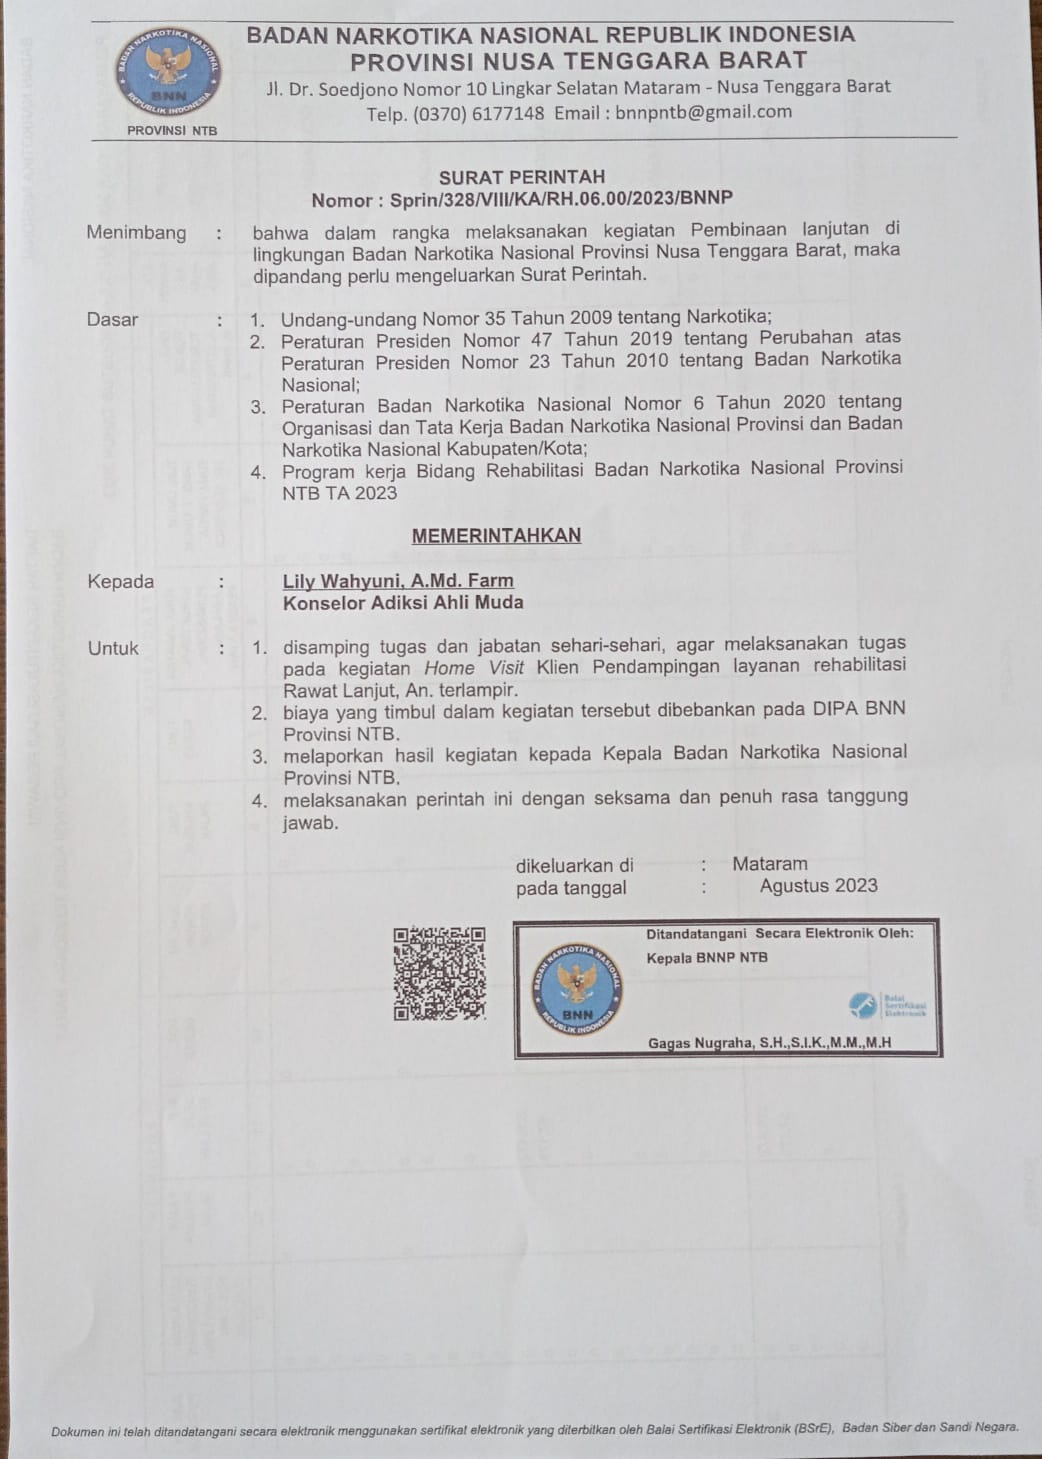 BADAN NARKOTIKA NASIONAL REPUBLIK INDONESIA
PROVINSI NUSA TENGGARA BARAT
Jl. Dr. Soedjono Nomor 10 Lingkar Selatan Mataram - Nusa Tenggara Barat
Telp. (0370) 6177148 Email : bnnpntb@gmail.com
BADAN NARKOTIKA NASIONAL
BNN
REPUBLIK INDONESIA
PROVINSI NTB
SURAT PERINTAH
Nomor : Sprin/328/VIII/KA/RH.06.00/2023/BNNP
Menimbang : bahwa dalam rangka melaksanakan kegiatan Pembinaan lanjutan di
lingkungan Badan Narkotika Nasional Provinsi Nusa Tenggara Barat, maka
dipandang perlu mengeluarkan Surat Perintah.
Dasar : 1. Undang-undang Nomor 35 Tahun 2009 tentang Narkotika;
2. Peraturan Presiden Nomor 47 Tahun 2019 tentang Perubahan atas
Peraturan Presiden Nomor 23 Tahun 2010 tentang Badan Narkotika
Nasional;
3. Peraturan Badan Narkotika Nasional Nomor 6 Tahun 2020 tentang
Organisasi dan Tata Kerja Badan Narkotika Nasional Provinsi dan Badan
Narkotika Nasional Kabupaten/Kota;
4. Program kerja Bidang Rehabilitasi Badan Narkotika Nasional Provinsi
NTB TA 2023
MEMERINTAHKAN
Kepada : Lily Wahyuni, A.Md. Farm
Konselor Adiksi Ahli Muda
Untuk : 1. disamping tugas dan jabatan sehari-sehari, agar melaksanakan tugas
pada kegiatan Home Visit Klien Pendampingan layanan rehabilitasi
Rawat Lanjut, An. terlampir.
2. biaya yang timbul dalam kegiatan tersebut dibebankan pada DIPA BNN
Provinsi NTB.
3. melaporkan hasil kegiatan kepada Kepala Badan Narkotika Nasional
Provinsi NTB.
4. melaksanakan perintah ini dengan seksama dan penuh rasa tanggung
jawab.
dikeluarkan di : Mataram
pada tanggal : Agustus 2023
Ditandatangani Secara Elektronik Oleh:
Kepala BNNP NTB
BADAN NARKOTIKA NASIONAL
BNN
REPUBLIK INDONESIA
Balai
Sertifikasi
Elektronik
Gagas Nugraha, S.H.,S.I.K.,M.M.,M.H
Dokumen ini telah ditandatangani secara elektronik menggunakan sertifikat elektronik yang diterbitkan oleh Balai Sertifikasi Elektronik (BSrE), Badan Siber dan Sandi Negara.